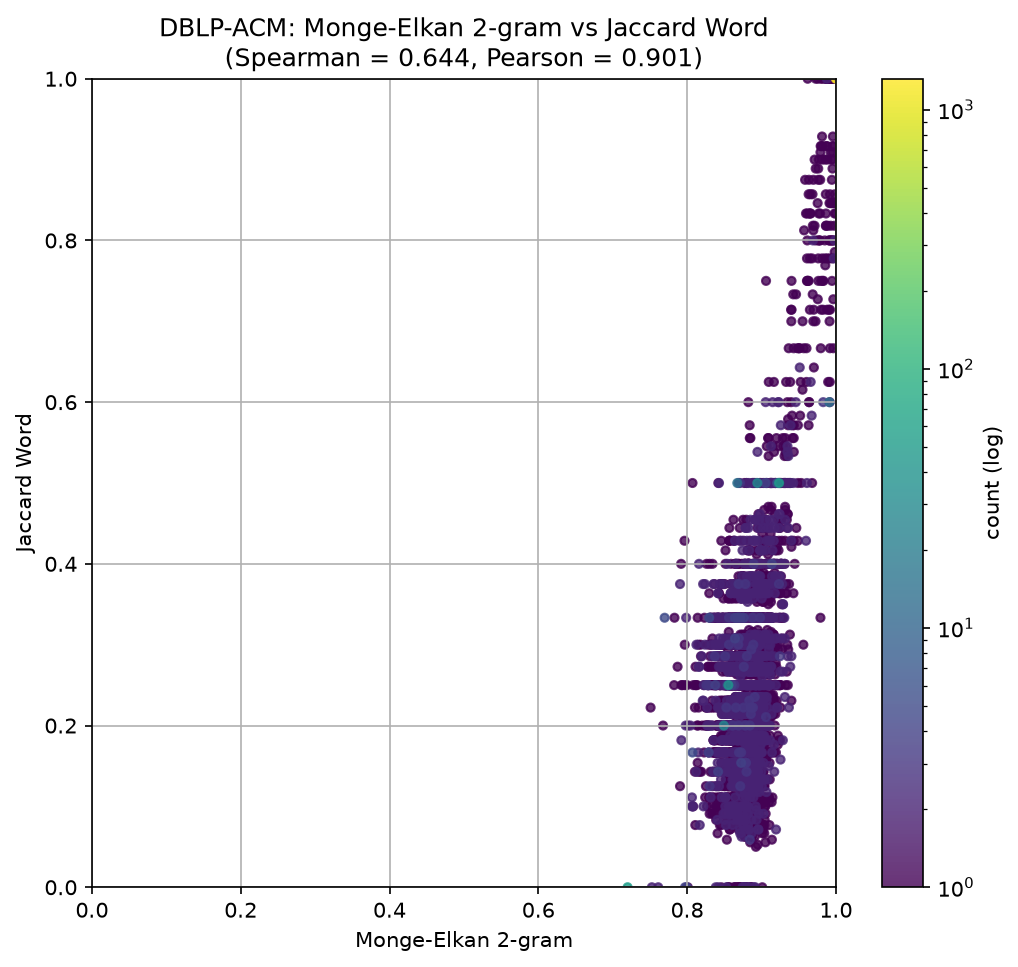 DBLP-ACM: Monge-Elkan 2-gram vs Jaccard Word
(Spearman = 0.644, Pearson = 0.901)
1.0
0.8
0.6
0.4
0.2
0.0
Jaccard Word
0.0 0.2 0.4 0.6 0.8 1.0
Monge-Elkan 2-gram
10³
10²
10¹
10⁰
count (log)